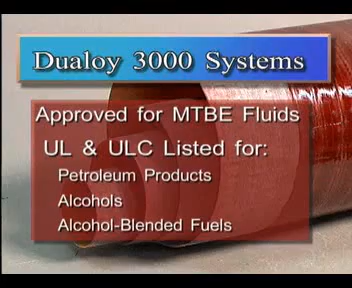 Dualoy 3000 Systems
Approved for MTBE Fluids
UL & ULC Listed for:
Petroleum Products
Alcohols
Alcohol-Blended Fuels